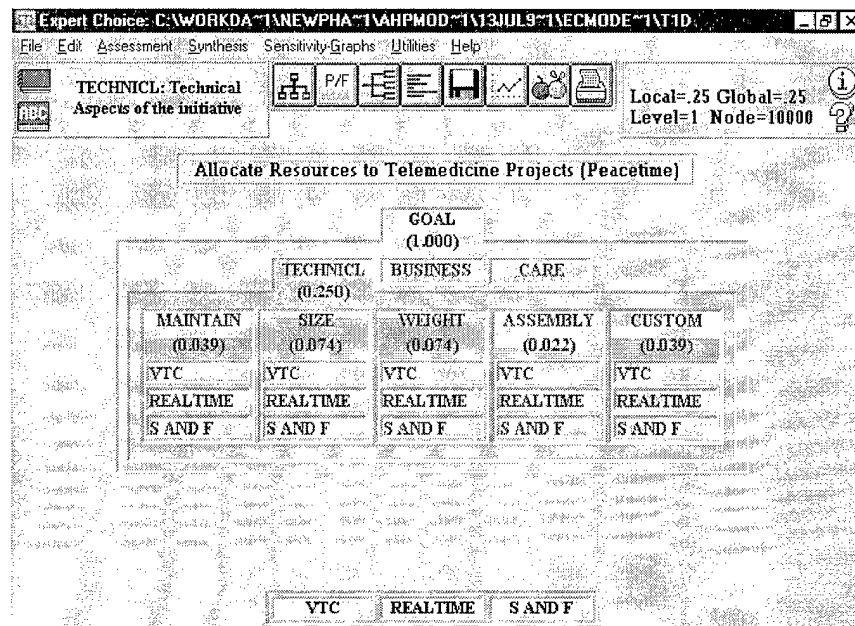 Expert Choice: C:\WORKDA~1\NEWPHA~1\AHPMOD~1\13JUL9~1\ECMODE~1\T1D
File Edit Assessment Synthesis Sensitivity-Graphs Utilities Help
TECHNICL: Technical
Aspects of the initiative
ABC
P/F
Local=.25 Global=.25
Level=1 Node=10000
Allocate Resources to Telemedicine Projects (Peacetime)
GOAL
(1.000)
TECHNICL BUSINESS CARE
(0.250)
MAINTAIN SIZE WEIGHT ASSEMBLY CUSTOM
(0.039) (0.074) (0.074) (0.022) (0.039)
VTC VTC VTC VTC VTC
REALTIME REALTIME REALTIME REALTIME REALTIME
S AND F S AND F S AND F S AND F S AND F
VTC REALTIME S AND F